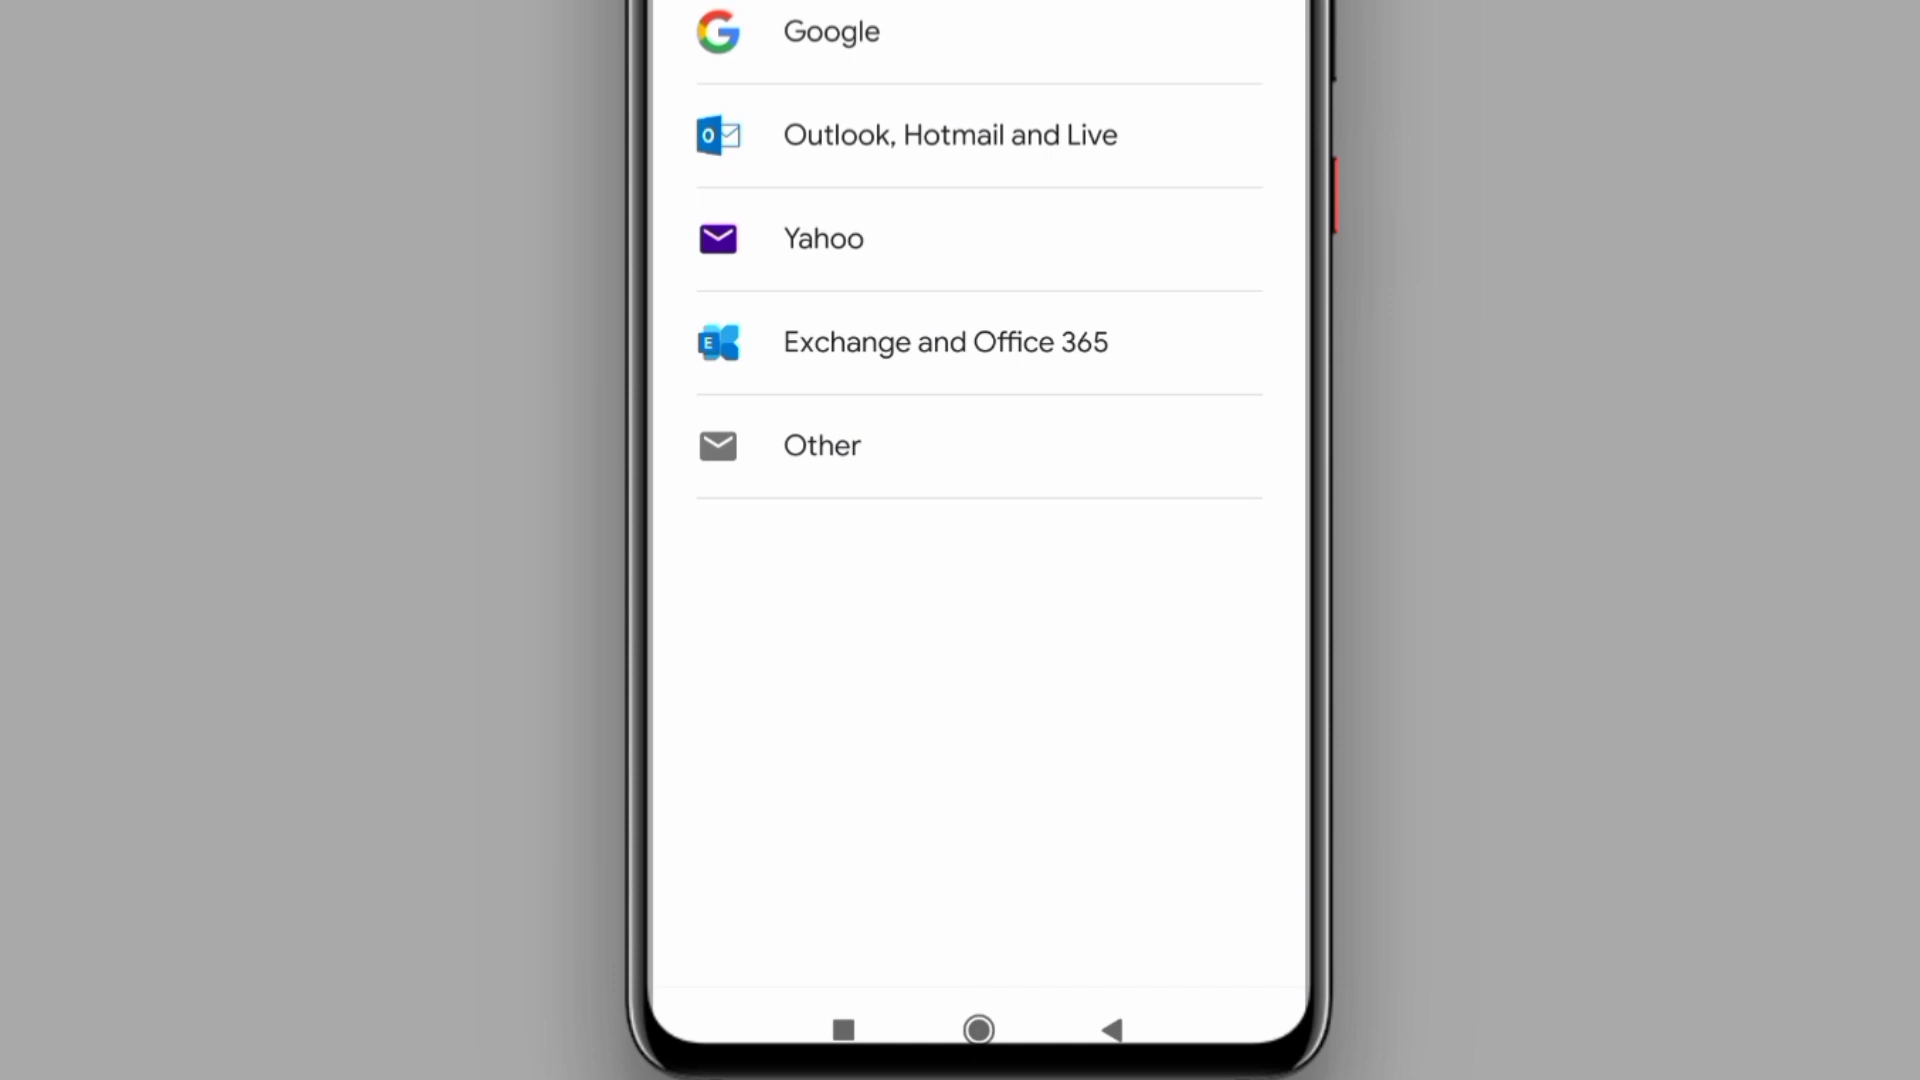 Google
Outlook, Hotmail and Live
Yahoo
Exchange and Office 365
Other